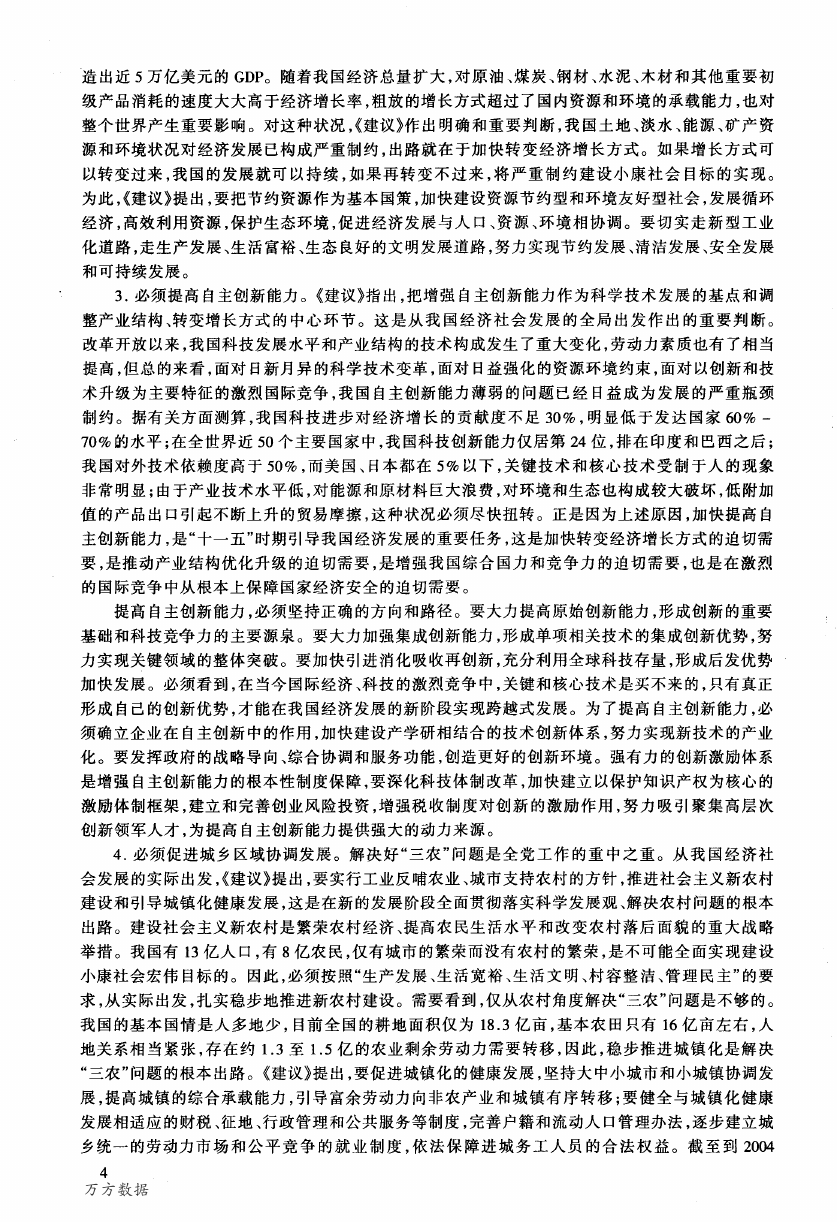 造出近 5 万亿美元的 GDP。随着我国经济总量扩大,对原油、煤炭、钢材、水泥、木材和其他重要初
级产品消耗的速度大大高于经济增长率,粗放的增长方式超过了国内资源和环境的承载能力,也对
整个世界产生重要影响。对这种状况,《建议》作出明确和重要判断,我国土地、淡水、能源、矿产资
源和环境状况对经济发展已构成严重制约,出路就在于加快转变经济增长方式。如果增长方式可
以转变过来,我国的发展就可以持续,如果再转变不过来,将严重制约建设小康社会目标的实现。
为此,《建议》提出,要把节约资源作为基本国策,加快建设资源节约型和环境友好型社会,发展循环
经济,高效利用资源,保护生态环境,促进经济发展与人口、资源、环境相协调。要切实走新型工业
化道路,走生产发展、生活富裕、生态良好的文明发展道路,努力实现节约发展、清洁发展、安全发展
和可持续发展。
3. 必须提高自主创新能力。《建议》指出,把增强自主创新能力作为科学技术发展的基点和调
整产业结构、转变增长方式的中心环节。这是从我国经济社会发展的全局出发作出的重要判断。
改革开放以来,我国科技发展水平和产业结构的技术构成发生了重大变化,劳动力素质也有了相当
提高,但总的来看,面对日新月异的科学技术变革,面对日益强化的资源环境约束,面对以创新和技
术升级为主要特征的激烈国际竞争,我国自主创新能力薄弱的问题已经日益成为发展的严重瓶颈
制约。据有关方面测算,我国科技进步对经济增长的贡献度不足 30%,明显低于发达国家 60% –
70%的水平;在全世界近 50 个主要国家中,我国科技创新能力仅居第 24 位,排在印度和巴西之后;
我国对外技术依赖度高于 50%,而美国、日本都在 5%以下,关键技术和核心技术受制于人的现象
非常明显;由于产业技术水平低,对能源和原材料巨大浪费,对环境和生态也构成较大破坏,低附加
值的产品出口引起不断上升的贸易摩擦,这种状况必须尽快扭转。正是因为上述原因,加快提高自
主创新能力,是“十一五”时期引导我国经济发展的重要任务,这是加快转变经济增长方式的迫切需
要,是推动产业结构优化升级的迫切需要,是增强我国综合国力和竞争力的迫切需要,也是在激烈
的国际竞争中从根本上保障国家经济安全的迫切需要。
提高自主创新能力,必须坚持正确的方向和路径。要大力提高原始创新能力,形成创新的重要
基础和科技竞争力的主要源泉。要大力加强集成创新能力,形成单项相关技术的集成创新优势,努
力实现关键领域的整体突破。要加快引进消化吸收再创新,充分利用全球科技存量,形成后发优势
加快发展。必须看到,在当今国际经济、科技的激烈竞争中,关键和核心技术是买不来的,只有真正
形成自己的创新优势,才能在我国经济发展的新阶段实现跨越式发展。为了提高自主创新能力,必
须确立企业在自主创新中的作用,加快建设产学研相结合的技术创新体系,努力实现新技术的产业
化。要发挥政府的战略导向、综合协调和服务功能,创造更好的创新环境。强有力的创新激励体系
是增强自主创新能力的根本性制度保障,要深化科技体制改革,加快建立以保护知识产权为核心的
激励体制框架,建立和完善创业风险投资,增强税收制度对创新的激励作用,努力吸引聚集高层次
创新领军人才,为提高自主创新能力提供强大的动力来源。
4. 必须促进城乡区域协调发展。解决好“三农”问题是全党工作的重中之重。从我国经济社
会发展的实际出发,《建议》提出,要实行工业反哺农业、城市支持农村的方针,推进社会主义新农村
建设和引导城镇化健康发展,这是在新的发展阶段全面贯彻落实科学发展观、解决农村问题的根本
出路。建设社会主义新农村是繁荣农村经济、提高农民生活水平和改变农村落后面貌的重大战略
举措。我国有 13 亿人口,有 8 亿农民,仅有城市的繁荣而没有农村的繁荣,是不可能全面实现建设
小康社会宏伟目标的。因此,必须按照“生产发展、生活宽裕、生活文明、村容整洁、管理民主”的要
求,从实际出发,扎实稳步地推进新农村建设。需要看到,仅从农村角度解决“三农”问题是不够的。
我国的基本国情是人多地少,目前全国的耕地面积仅为 18.3 亿亩,基本农田只有 16 亿亩左右,人
地关系相当紧张,存在约 1.3 至 1.5 亿的农业剩余劳动力需要转移,因此,稳步推进城镇化是解决
“三农”问题的根本出路。《建议》提出,要促进城镇化的健康发展,坚持大中小城市和小城镇协调发
展,提高城镇的综合承载能力,引导富余劳动力向非农产业和城镇有序转移;要健全与城镇化健康
发展相适应的财税、征地、行政管理和公共服务等制度,完善户籍和流动人口管理办法,逐步建立城
乡统一的劳动力市场和公平竞争的就业制度,依法保障进城务工人员的合法权益。截至到 2004
4
万方数据